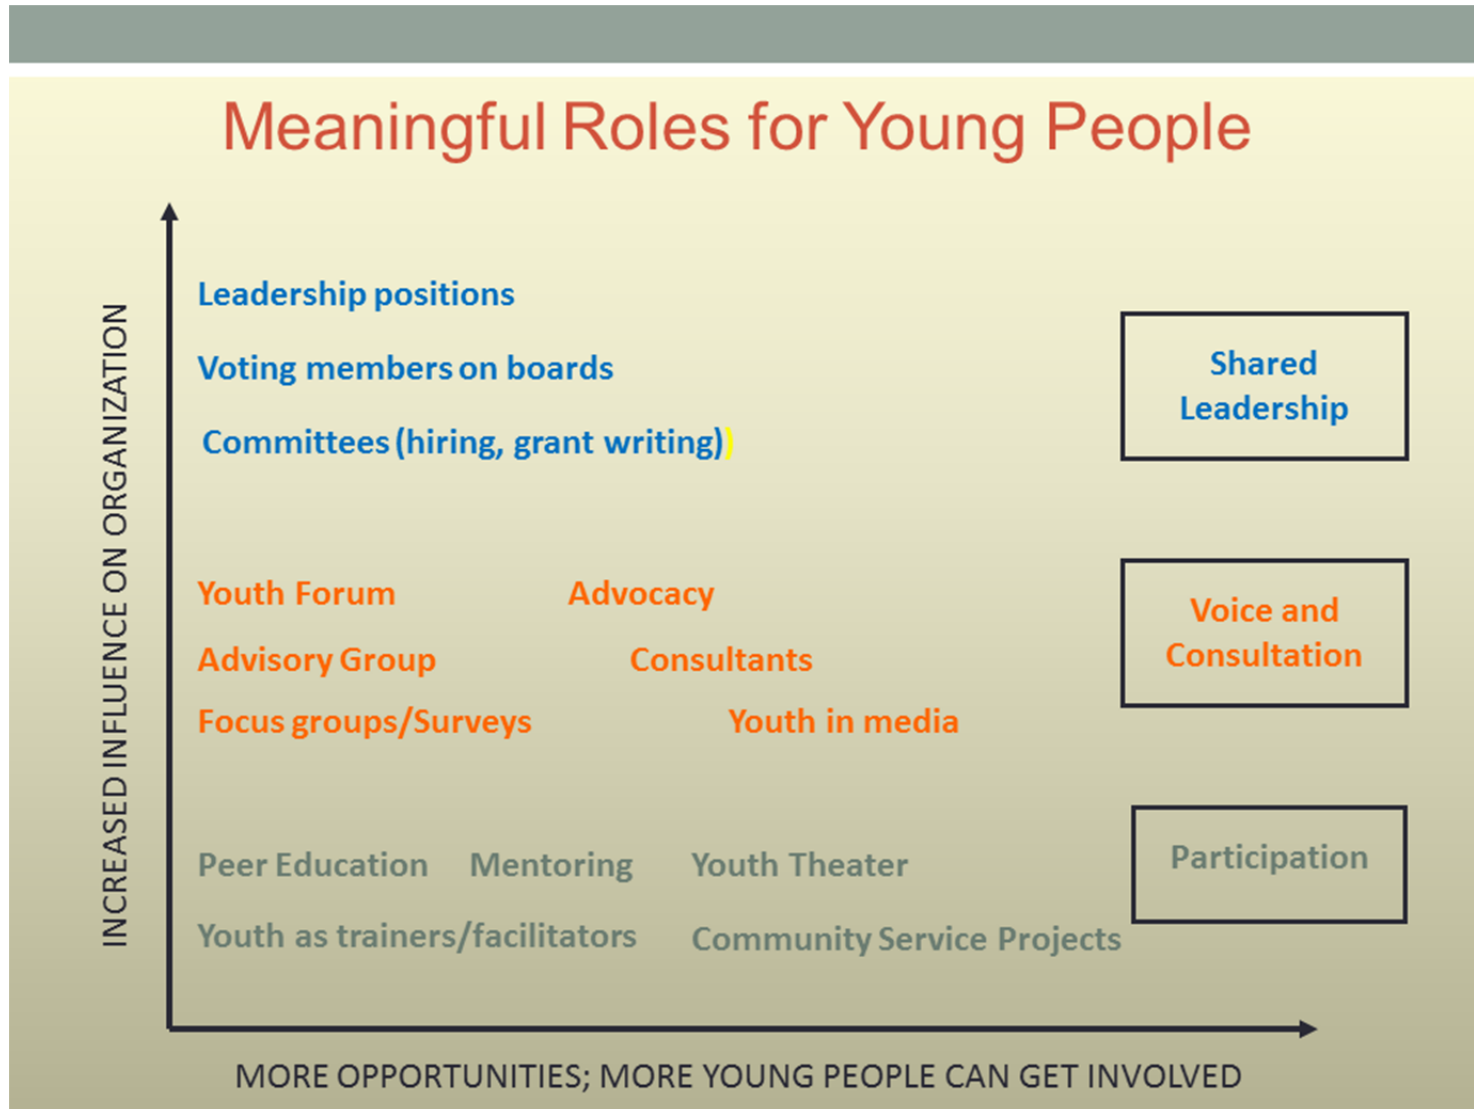 Meaningful Roles for Young People
INCREASED INFLUENCE ON ORGANIZATION
Leadership positions
Voting members on boards
Committees (hiring, grant writing))
Shared
Leadership
Youth Forum Advocacy
Advisory Group Consultants
Focus groups/Surveys Youth in media
Voice and
Consultation
Peer Education Mentoring Youth Theater
Youth as trainers/facilitators Community Service Projects
Participation
MORE OPPORTUNITIES; MORE YOUNG PEOPLE CAN GET INVOLVED